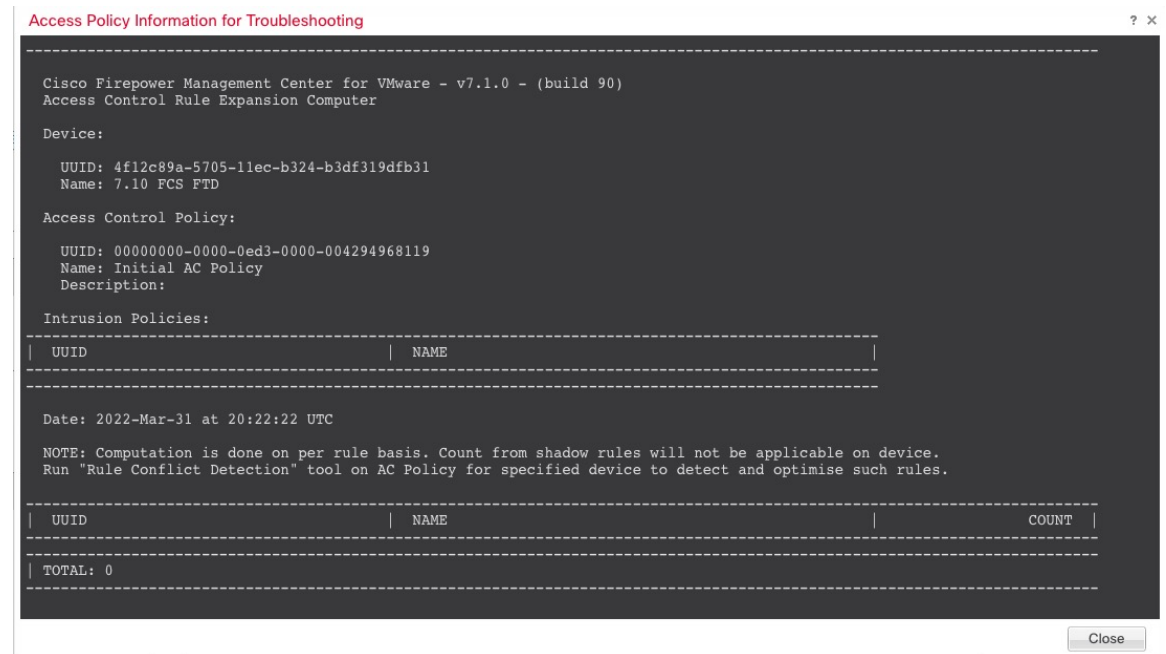 Access Policy Information for Troubleshooting ? ×
Cisco Firepower Management Center for VMware - v7.1.0 - (build 90)
Access Control Rule Expansion Computer
Device:
UUID: 4f12c89a-5705-11ec-b324-b3df319dfb31
Name: 7.10 FCS FTD
Access Control Policy:
UUID: 00000000-0000-0ed3-0000-004294968119
Name: Initial AC Policy
Description:
Intrusion Policies:
| UUID | NAME |
Date: 2022-Mar-31 at 20:22:22 UTC
NOTE: Computation is done on per rule basis. Count from shadow rules will not be applicable on device.
Run "Rule Conflict Detection" tool on AC Policy for specified device to detect and optimise such rules.
| UUID | NAME | COUNT |
| TOTAL: 0
Close